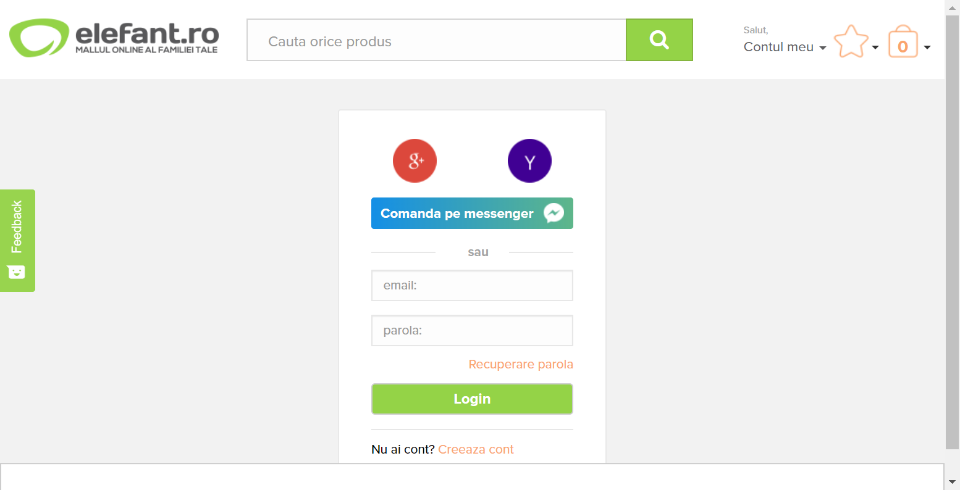 elefant.ro
MALLUL ONLINE AL FAMILIEI TALE
Cauta orice produs
Salut,
Contul meu
0
Feedback
g+
Y
Comanda pe messenger
sau
email:
parola:
Recuperare parola
Login
Nu ai cont? Creeaza cont